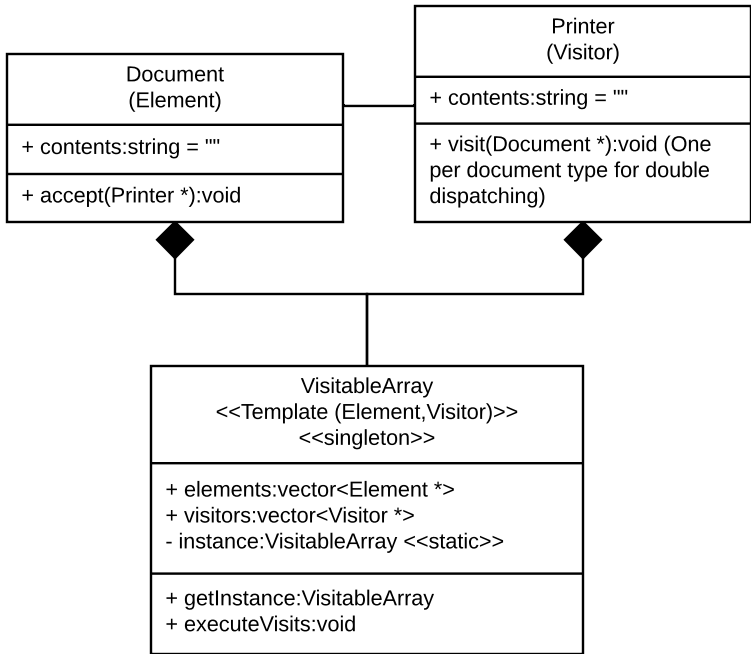 Document
(Element)
+ contents:string = ""
+ accept(Printer *):void
Printer
(Visitor)
+ contents:string = ""
+ visit(Document *):void (One
per document type for double
dispatching)
VisitableArray
<<Template (Element,Visitor)>>
<<singleton>>
+ elements:vector<Element *>
+ visitors:vector<Visitor *>
- instance:VisitableArray <<static>>
+ getInstance:VisitableArray
+ executeVisits:void